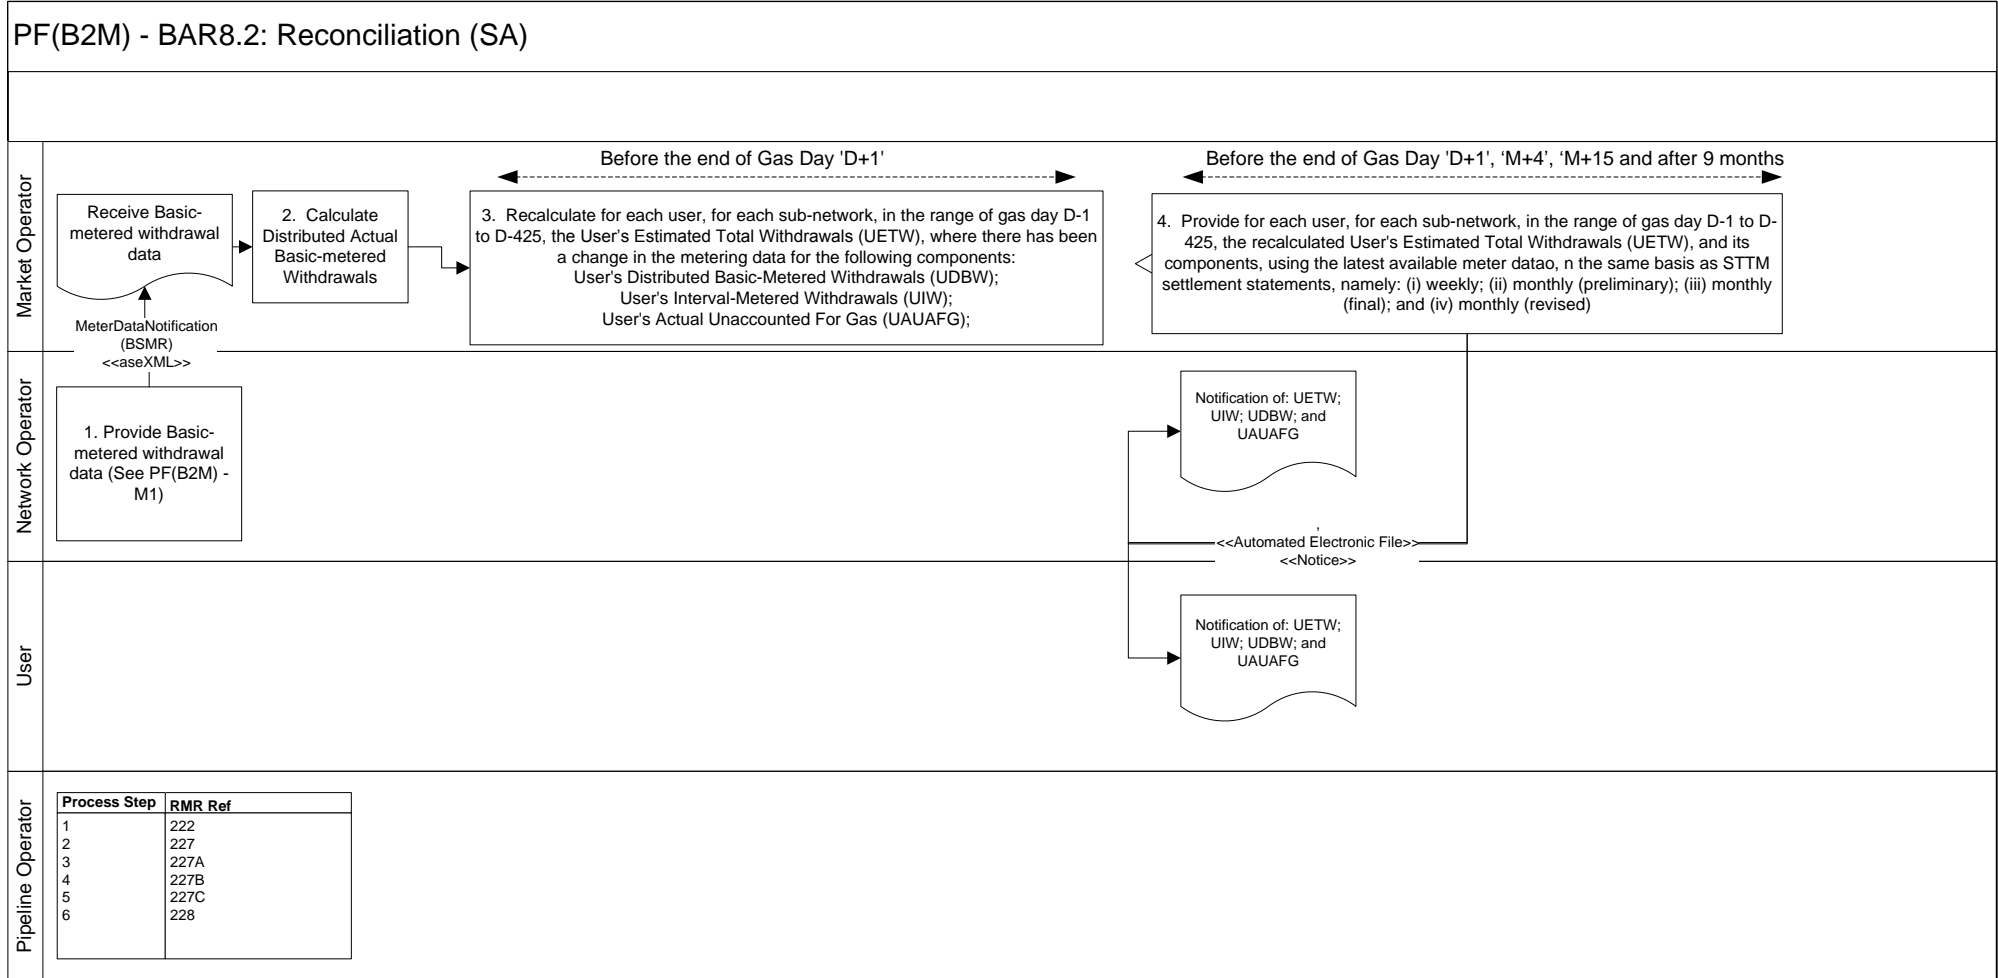 PF(B2M) - BAR8.2: Reconciliation (SA)
Market Operator
Before the end of Gas Day 'D+1'
Before the end of Gas Day 'D+1', ‘M+4’, ‘M+15 and after 9 months
Receive Basic-
metered withdrawal
data
2. Calculate
Distributed Actual
Basic-metered
Withdrawals
3. Recalculate for each user, for each sub-network, in the range of gas day D-1
to D-425, the User's Estimated Total Withdrawals (UETW), where there has been
a change in the metering data for the following components:
User's Distributed Basic-Metered Withdrawals (UDBW);
User's Interval-Metered Withdrawals (UIW);
User's Actual Unaccounted For Gas (UAUAFG);
4. Provide for each user, for each sub-network, in the range of gas day D-1 to D-
425, the recalculated User's Estimated Total Withdrawals (UETW), and its
components, using the latest available meter datao, n the same basis as STTM
settlement statements, namely: (i) weekly; (ii) monthly (preliminary); (iii) monthly
(final); and (iv) monthly (revised)
MeterDataNotification
(BSMR)
<<aseXML>>
Network Operator
1. Provide Basic-
metered withdrawal
data (See PF(B2M) -
M1)
Notification of: UETW;
UIW; UDBW; and
UAUAFG
,
<<Automated Electronic File>>
<<Notice>>
User
Notification of: UETW;
UIW; UDBW; and
UAUAFG
Pipeline Operator
Process Step RMR Ref
1 222
2 227
3 227A
4 227B
5 227C
6 228